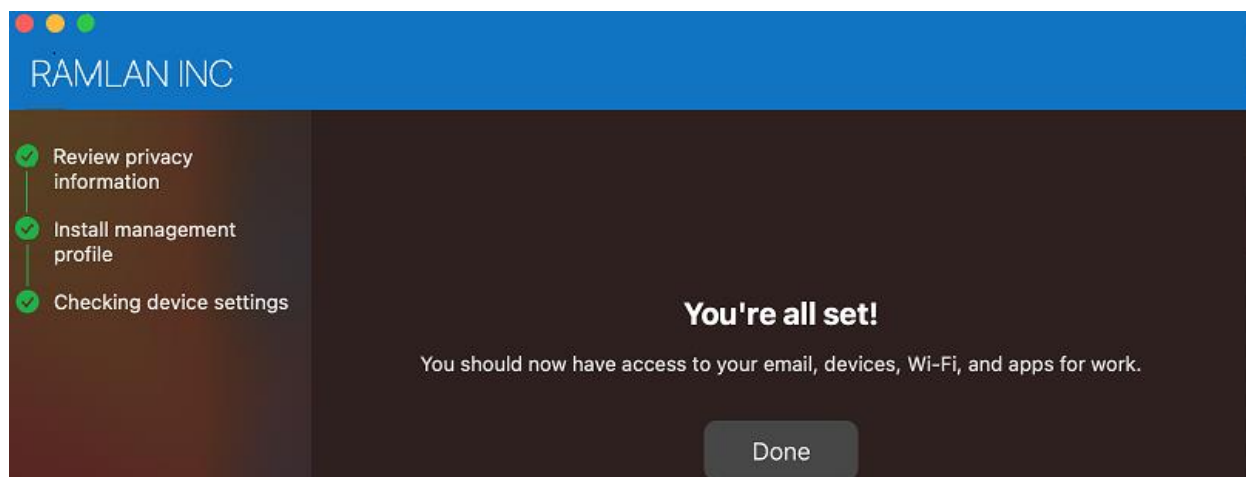 RAMLAN INC
Review privacy
information
Install management
profile
Checking device settings
You're all set!
You should now have access to your email, devices, Wi-Fi, and apps for work.
Done